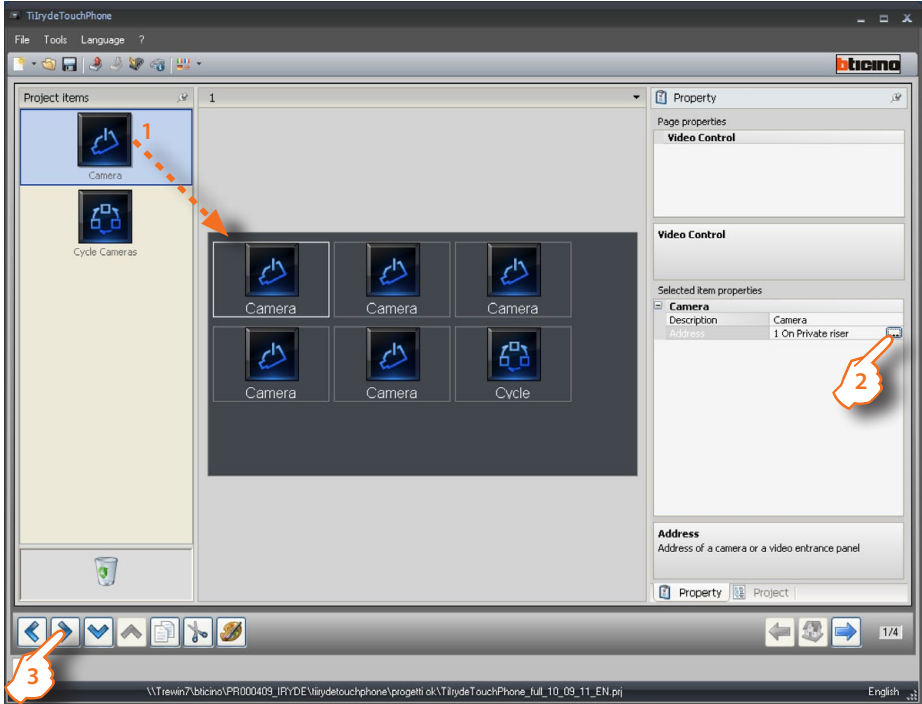 TiIrydeTouchPhone
File Tools Language ?
bticino
Project items
1
Property
Camera
Cycle Cameras
1
Camera
Camera
Camera
Camera
Camera
Cycle
Page properties
Video Control
Video Control
Selected item properties
Camera
Description Camera
Address 1 On Private riser
...
2
Address
Address of a camera or a video entrance panel
Property Project
1/4
3
\\Trewin7\bticino\PR000409_IRYDE\tiirydetouchphone\progetti ok\TiIrydeTouchPhone_full_10_09_11_EN.prj
English